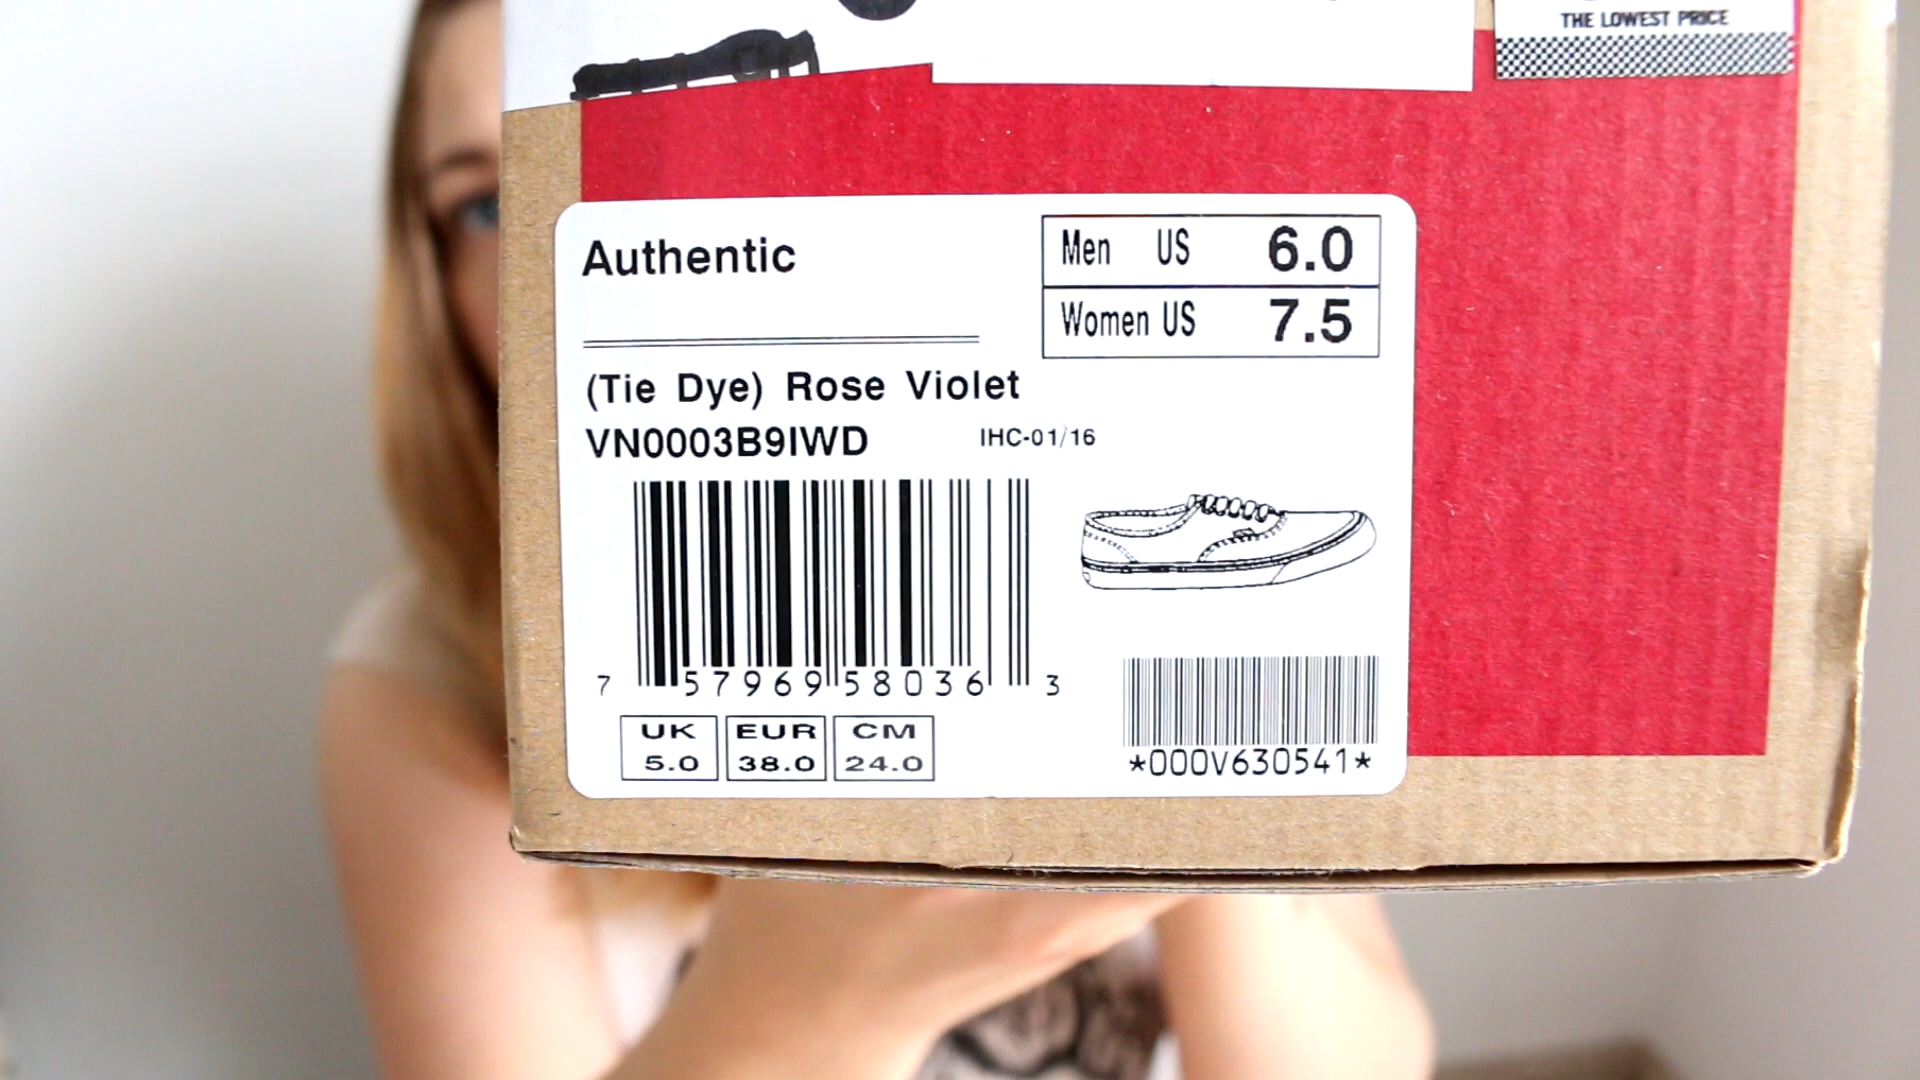 THE LOWEST PRICE
Authentic
Men US 6.0
Women US 7.5
(Tie Dye) Rose Violet
VN0003B9IWD IHC-01/16
7 57969 58036 3
UK EUR CM
5.0 38.0 24.0
*000V630541*